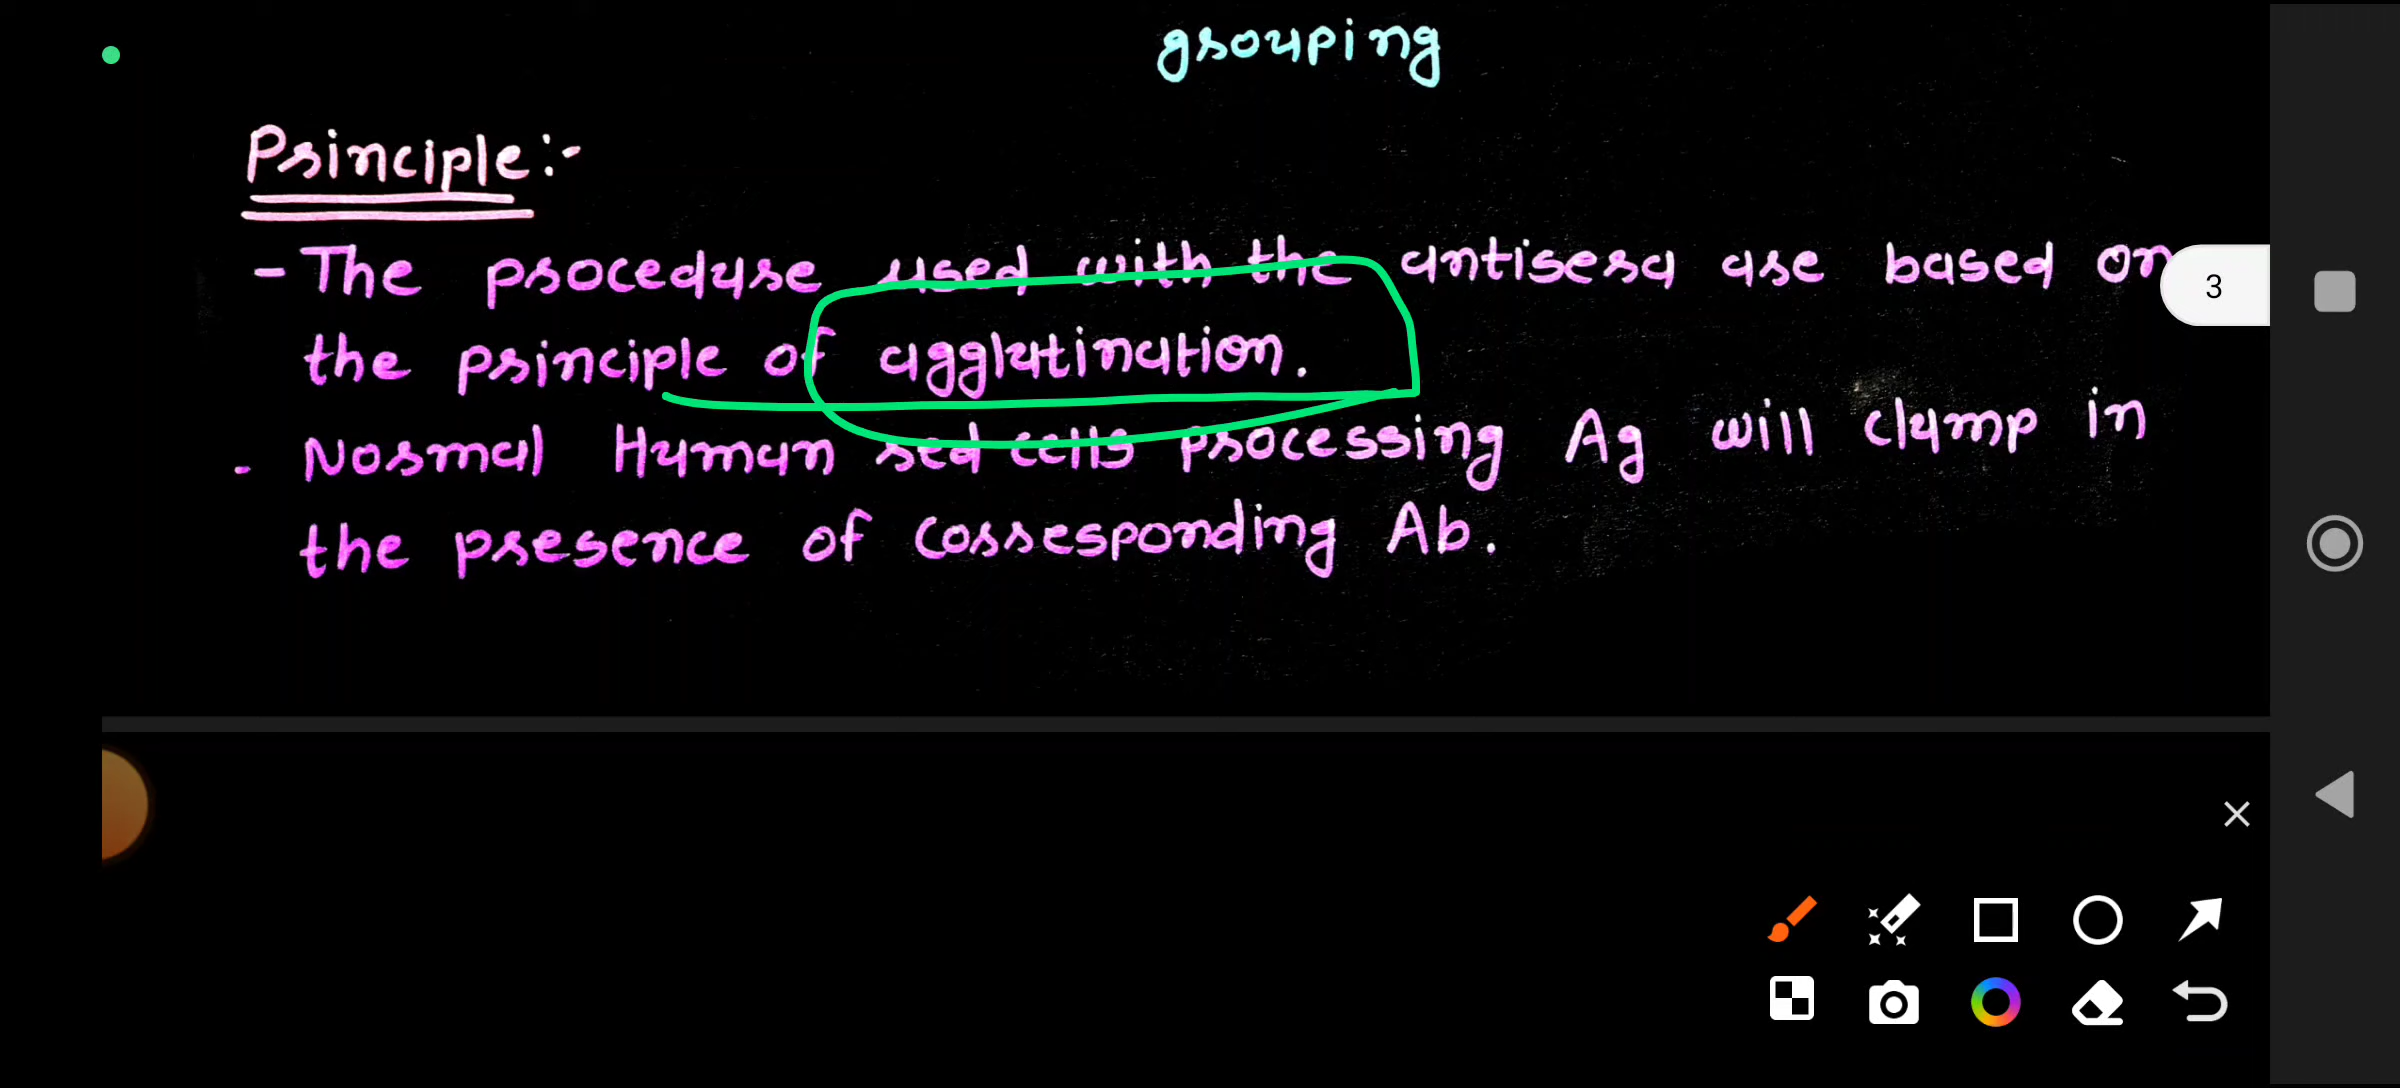 grouping
Principle:-
- The procedure used with the antisera are based on
3
the principle of agglutination.
- Normal Human red cells processing Ag will clump in
the presence of corresponding Ab.